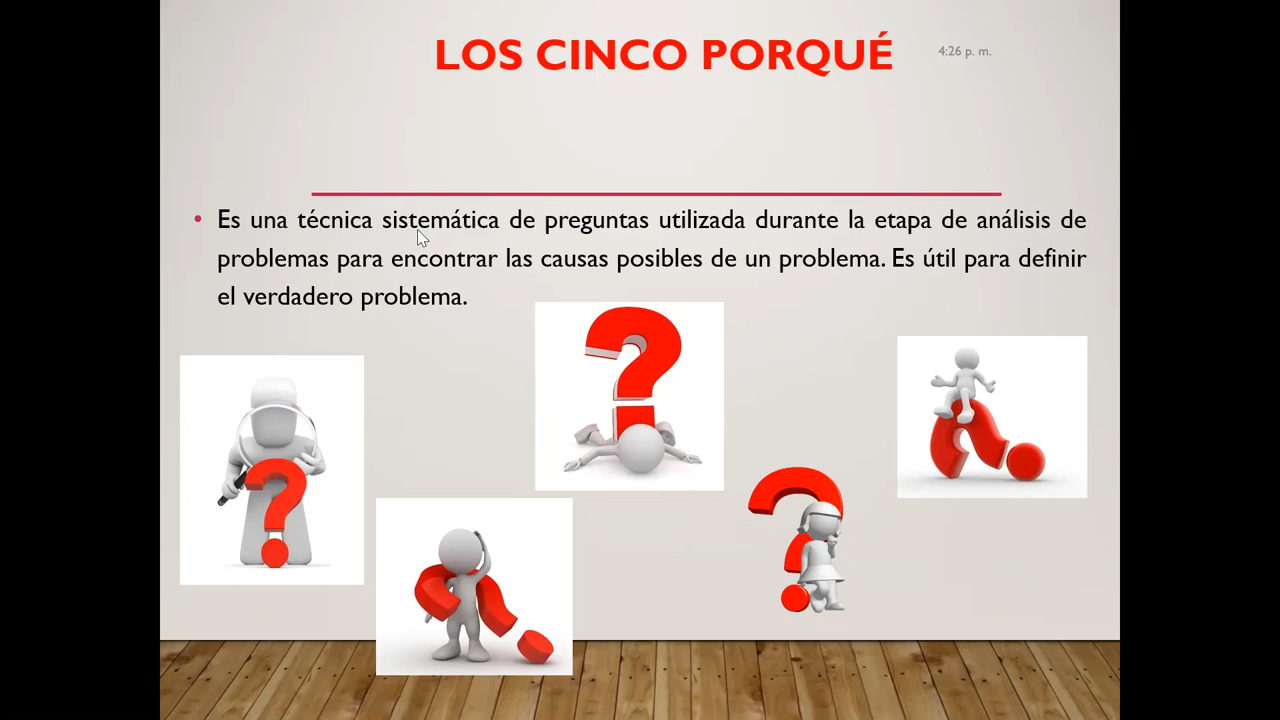 LOS CINCO PORQUÉ
4:26 p. m.
• Es una técnica sistemática de preguntas utilizada durante la etapa de análisis de
problemas para encontrar las causas posibles de un problema. Es útil para definir
el verdadero problema.